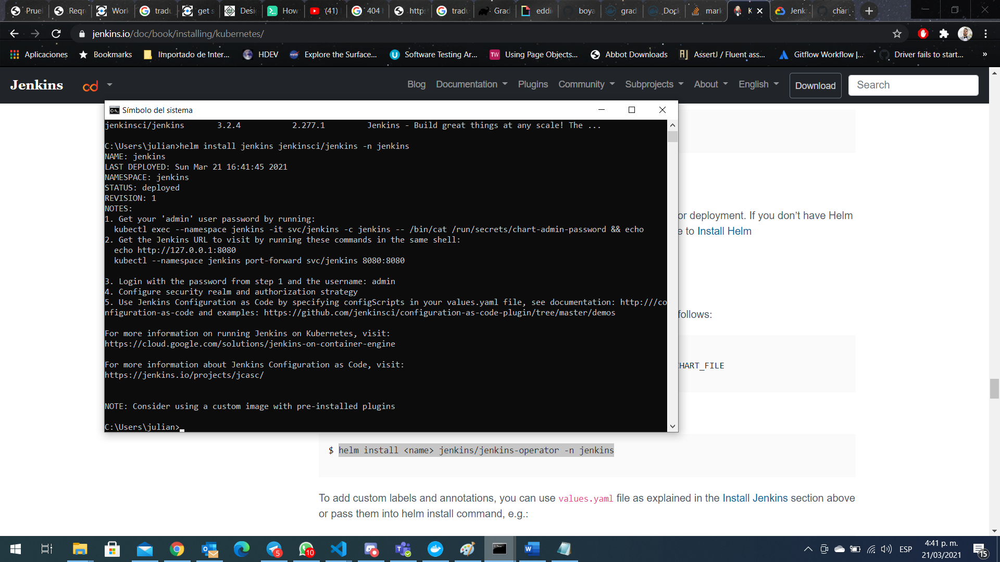 Prue
Reqr
Work
tradu
get s
Desi
How
(41)
404
http
tradu
Grad
eddie
boya
grad
Dock
mark
K
Jenk
chart
jenkins.io/doc/book/installing/kubernetes/
Aplicaciones
Bookmarks
Importado de Inter...
HDEV
Explore the Surface...
Software Testing Ar...
Using Page Objects...
Abbot Downloads
AssertJ / Fluent ass...
Gitflow Workflow |...
Driver fails to start...
»
Jenkins
cd
Blog
Documentation
Plugins
Community
Subprojects
About
English
Download
Search
Símbolo del sistema
jenkinsci/jenkins 3.2.4 2.277.1 Jenkins - Build great things at any scale! The ...
C:\Users\julian>helm install jenkins jenkinsci/jenkins -n jenkins
NAME: jenkins
LAST DEPLOYED: Sun Mar 21 16:41:45 2021
NAMESPACE: jenkins
STATUS: deployed
REVISION: 1
NOTES:
1. Get your 'admin' user password by running:
kubectl exec --namespace jenkins -it svc/jenkins -c jenkins -- /bin/cat /run/secrets/chart-admin-password && echo
2. Get the Jenkins URL to visit by running these commands in the same shell:
echo http://127.0.0.1:8080
kubectl --namespace jenkins port-forward svc/jenkins 8080:8080
3. Login with the password from step 1 and the username: admin
4. Configure security realm and authorization strategy
5. Use Jenkins Configuration as Code by specifying configScripts in your values.yaml file, see documentation: http:///co
nfiguration-as-code and examples: https://github.com/jenkinsci/configuration-as-code-plugin/tree/master/demos
For more information on running Jenkins on Kubernetes, visit:
https://cloud.google.com/solutions/jenkins-on-container-engine
For more information about Jenkins Configuration as Code, visit:
https://jenkins.io/projects/jcasc/
NOTE: Consider using a custom image with pre-installed plugins
C:\Users\julian>
or deployment. If you don’t have Helm
e to Install Helm
follows:
CHART_FILE
$ helm install <name> jenkins/jenkins-operator -n jenkins
To add custom labels and annotations, you can use values.yaml file as explained in the Install Jenkins section above
or pass them into helm install command, e.g.:
5
10
ESP
4:41 p. m.
21/03/2021
15